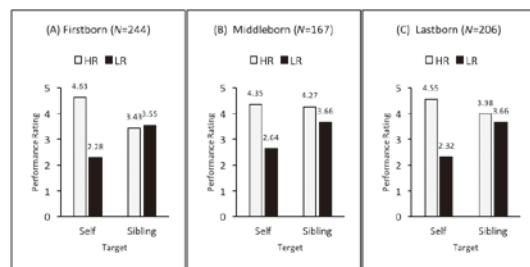 (A) Firstborn (N=244)
HR LR
Performance Rating
5
4
3
2
1
0
4.63
2.28
3.43
3.55
Self Sibling
Target
(B) Middleborn (N=167)
HR LR
Performance Rating
5
4
3
2
1
0
4.35
2.64
4.27
3.66
Self Sibling
Target
(C) Lastborn (N=206)
HR LR
Performance Rating
5
4
3
2
1
0
4.55
2.32
3.98
3.66
Self Sibling
Target